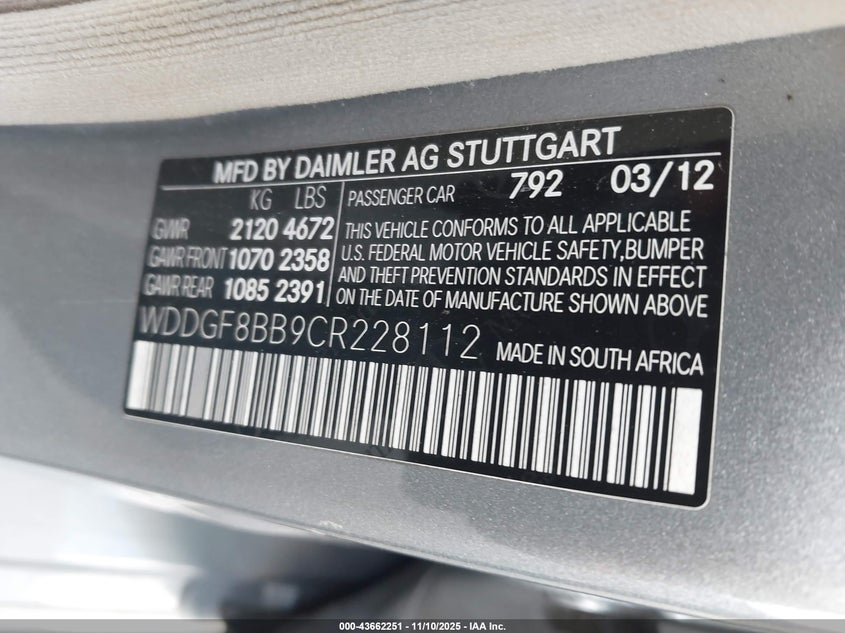 MFD BY DAIMLER AG STUTTGART
KG LBS
GVWR 2120 4672
GAWR FRONT 1070 2358
GAWR REAR 1085 2391
PASSENGER CAR 792 03/12
THIS VEHICLE CONFORMS TO ALL APPLICABLE
U.S. FEDERAL MOTOR VEHICLE SAFETY,BUMPER
AND THEFT PREVENTION STANDARDS IN EFFECT
ON THE DATE OF MANUFACTURE SHOWN ABOVE
WDDGF8BB9CR228112 MADE IN SOUTH AFRICA
000-43662251 - 11/10/2025 - IAA Inc.